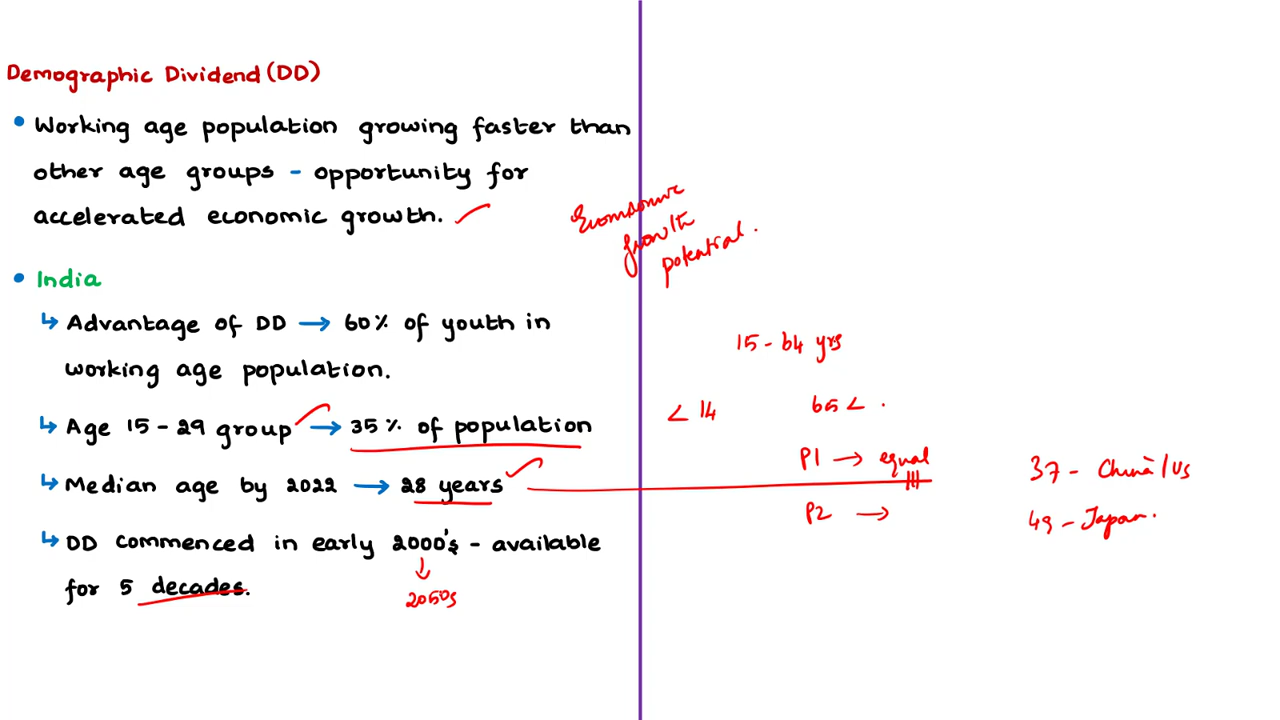 Demographic Dividend (DD)
• Working age population growing faster than
other age groups - opportunity for
accelerated economic growth.
Economic
growth
potential.
• India
↳ Advantage of DD → 60% of youth in
working age population.
15 - 64 yrs
< 14 65 < .
↳ Age 15 - 29 group → 35% of population
P1 → equal
37 - China/US
↳ Median age by 2022 → 28 years
P2 →
49 - Japan.
↳ DD commenced in early 2000's - available
for 5 decades.
↓
2050s